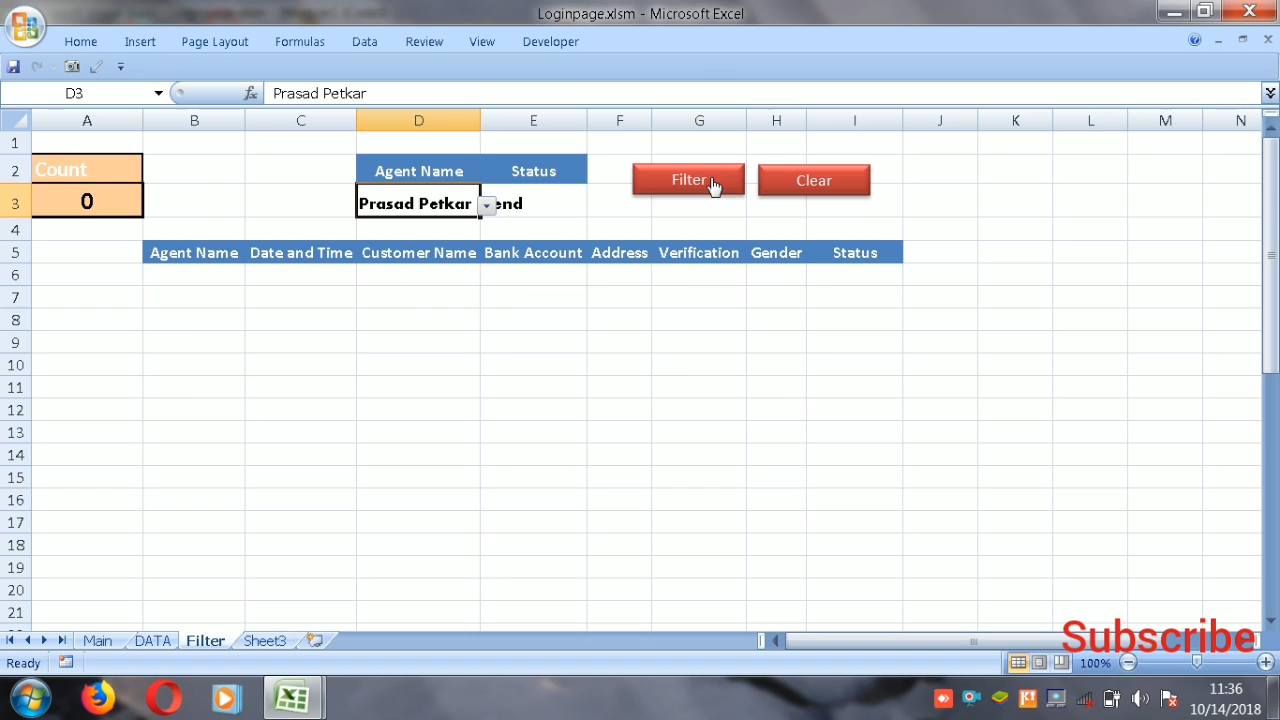 Loginpage.xlsm - Microsoft Excel
Home Insert Page Layout Formulas Data Review View Developer
D3 fx Prasad Petkar
A B C D E F G H I J K L M N
1
2 Count Agent Name Status Filter Clear
3 0 Prasad Petkar end
4
5 Agent Name Date and Time Customer Name Bank Account Address Verification Gender Status
6
7
8
9
10
11
12
13
14
15
16
17
18
19
20
21
Main DATA Filter Sheet3
Subscribe
Ready 100%
11:36
10/14/2018